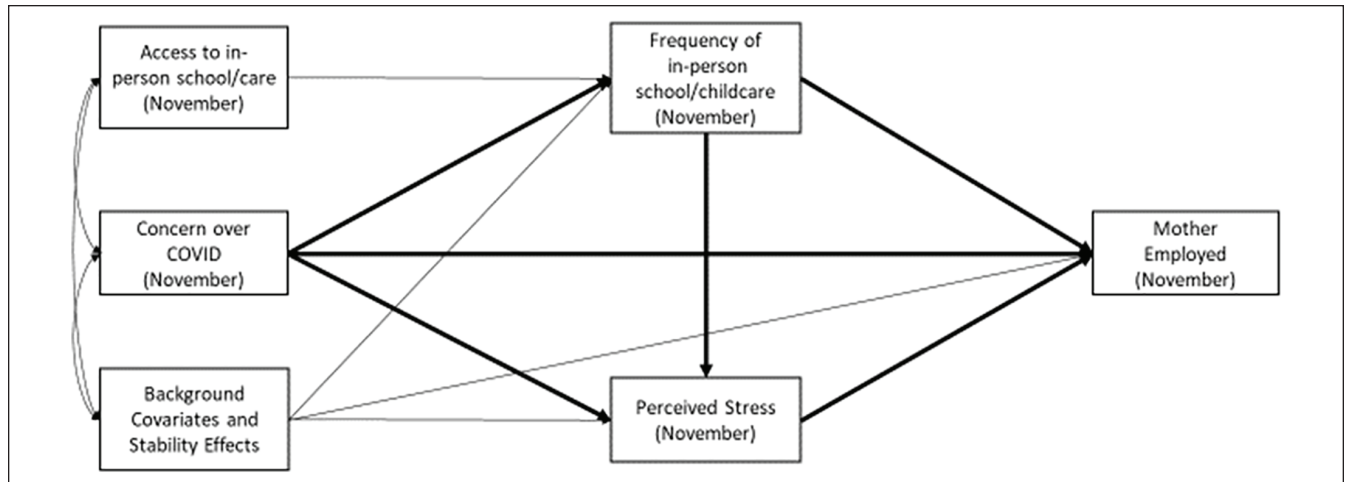 Access to in-
person school/care
(November)
Frequency of
in-person
school/childcare
(November)
Concern over
COVID
(November)
Mother
Employed
(November)
Background
Covariates and
Stability Effects
Perceived Stress
(November)